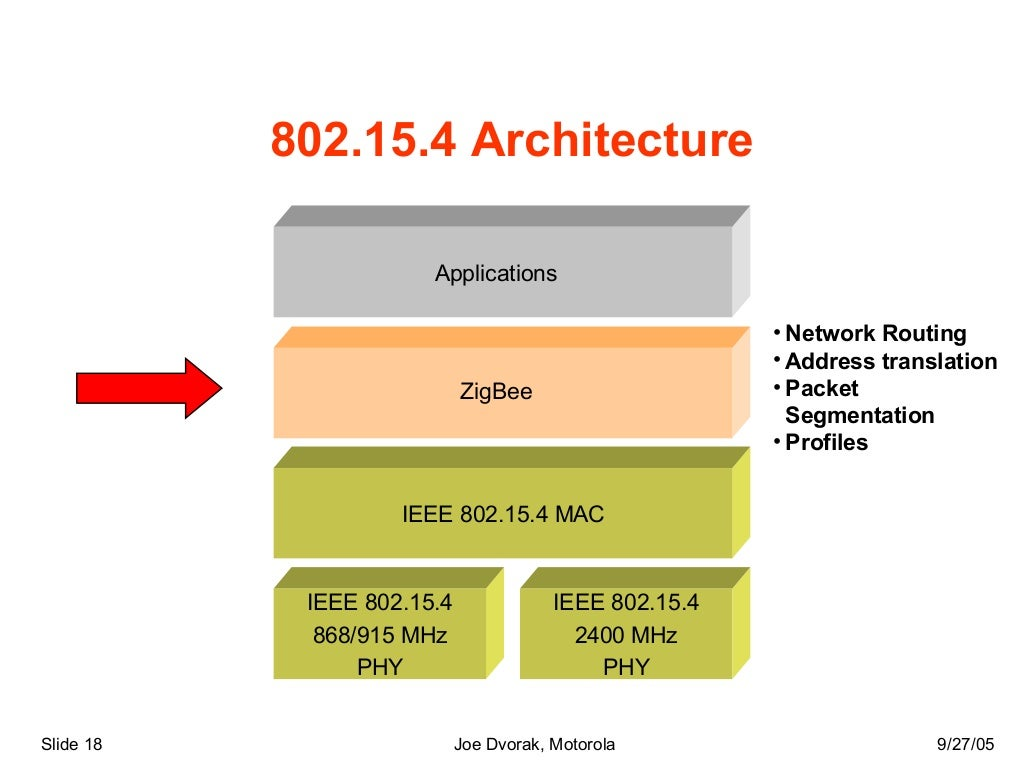 802.15.4 Architecture
Applications
ZigBee
• Network Routing
• Address translation
• Packet
Segmentation
• Profiles
IEEE 802.15.4 MAC
IEEE 802.15.4
868/915 MHz
PHY
IEEE 802.15.4
2400 MHz
PHY
Slide 18
Joe Dvorak, Motorola
9/27/05